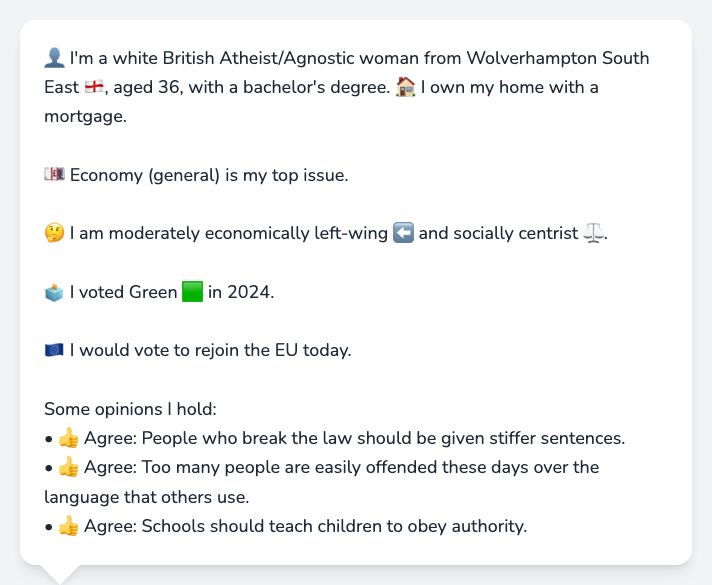 👤 I'm a white British Atheist/Agnostic woman from Wolverhampton South
East 🏴󠁧󠁢󠁥󠁮󠁧󠁿, aged 36, with a bachelor's degree. 🏠 I own my home with a
mortgage.
💷 Economy (general) is my top issue.
🤔 I am moderately economically left-wing ⬅️ and socially centrist ⚖️.
🗳️ I voted Green 🟩 in 2024.
🇪🇺 I would vote to rejoin the EU today.
Some opinions I hold:
• 👍 Agree: People who break the law should be given stiffer sentences.
• 👍 Agree: Too many people are easily offended these days over the
language that others use.
• 👍 Agree: Schools should teach children to obey authority.